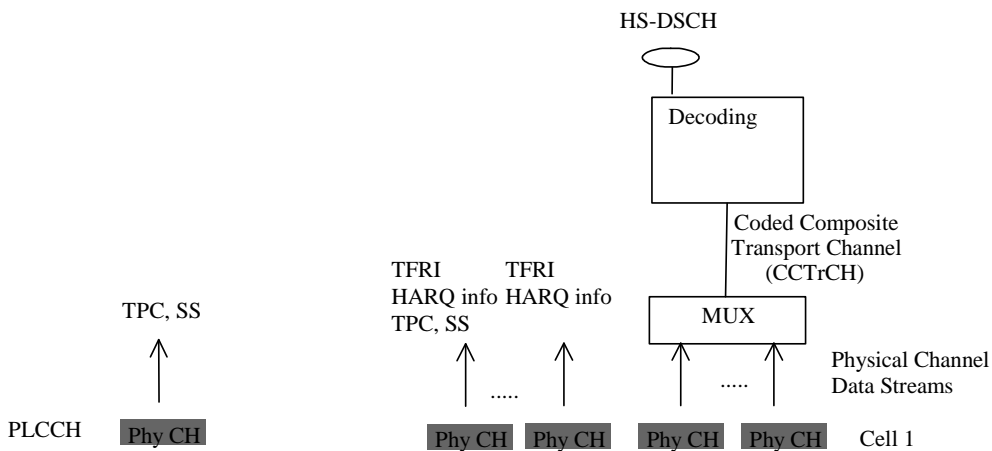 HS-DSCH
Decoding
Coded Composite
Transport Channel
(CCTrCH)
TFRI TFRI
HARQ info HARQ info
TPC, SS
TPC, SS
MUX
Physical Channel
Data Streams
..... .....
PLCCH Phy CH Phy CH Phy CH Phy CH Phy CH Cell 1